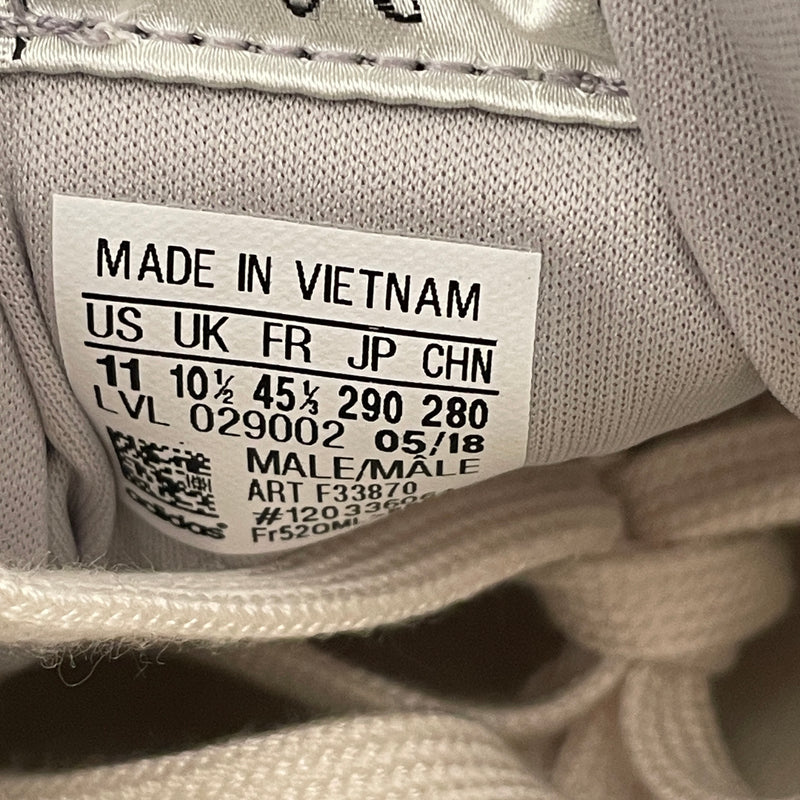 MADE IN VIETNAM
US UK FR JP CHN
11 10½ 45⅓ 290 280
LVL 029002 05/18
MALE/MÂLE
ART F33870
adidas